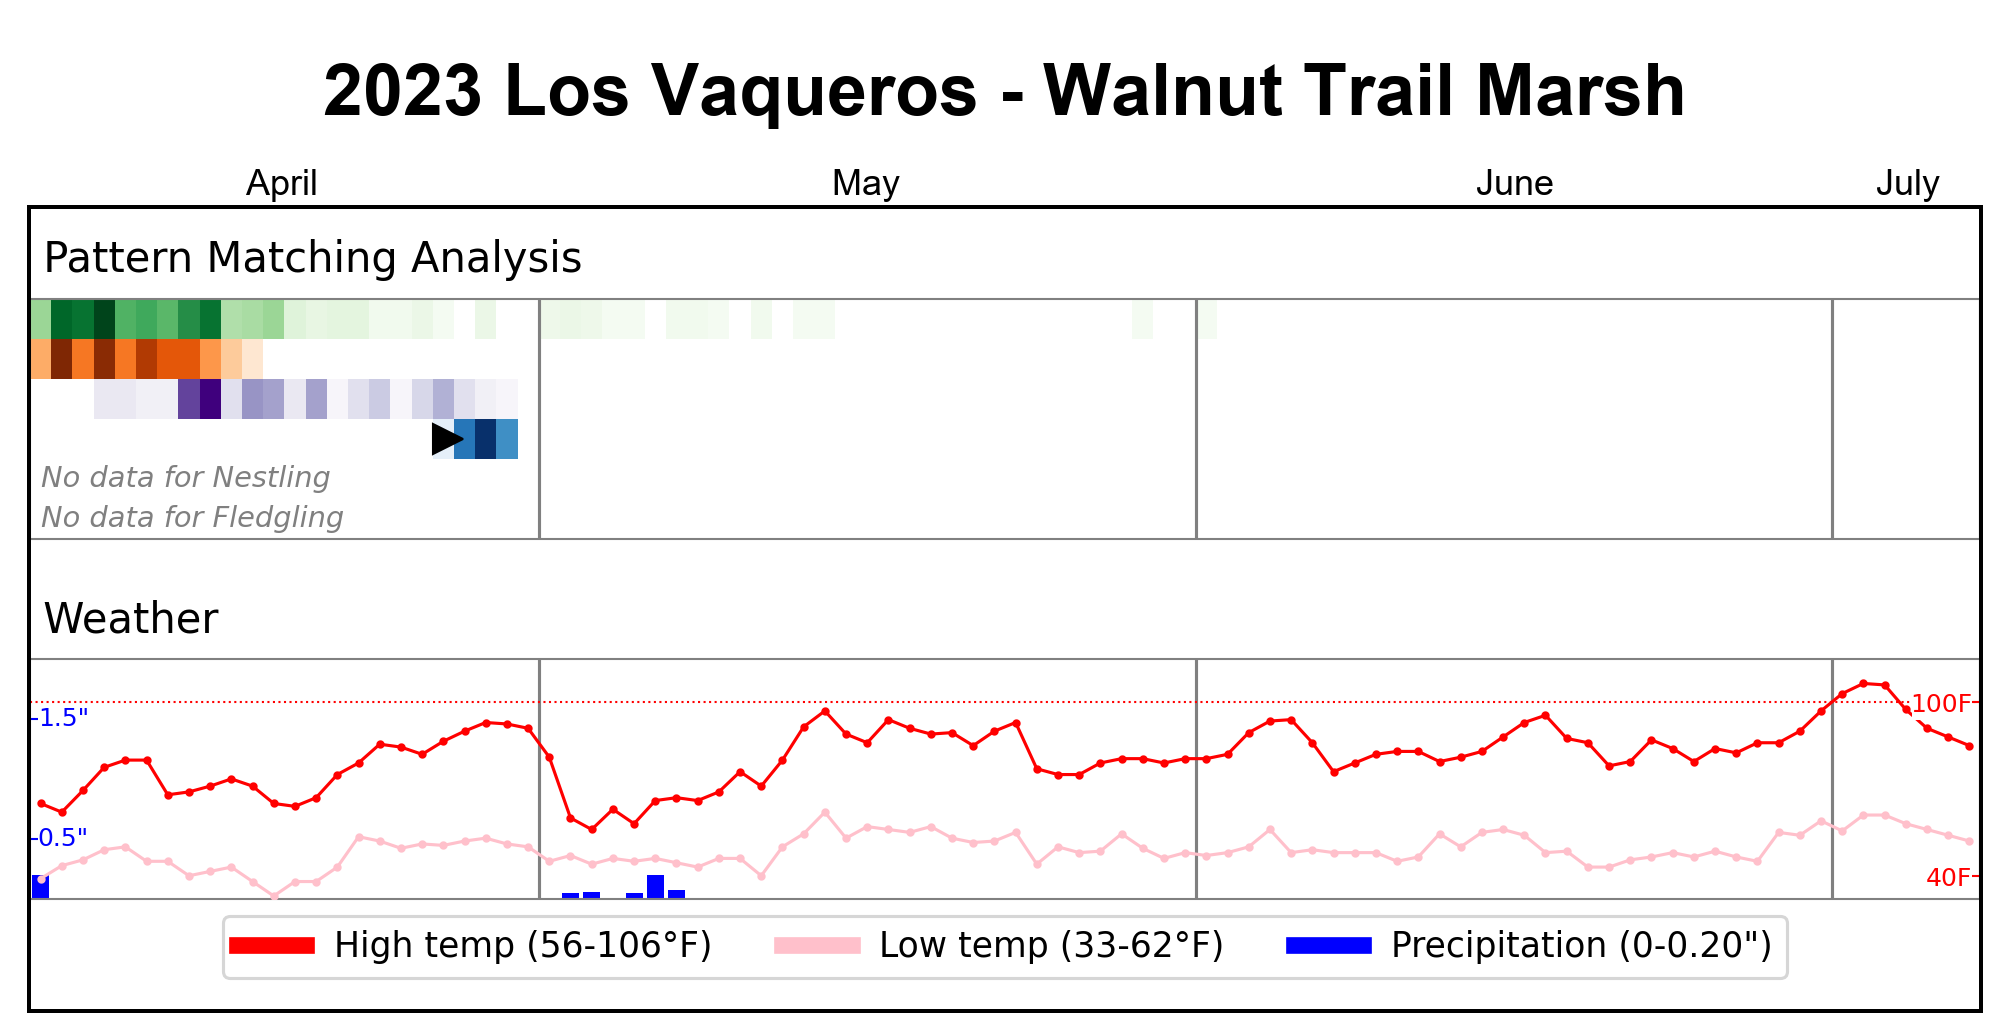 2023 Los Vaqueros - Walnut Trail Marsh
April May June July
Pattern Matching Analysis
No data for Nestling
No data for Fledgling
Weather
1.5" 100F
0.5"
40F
High temp (56-106°F) Low temp (33-62°F) Precipitation (0-0.20")